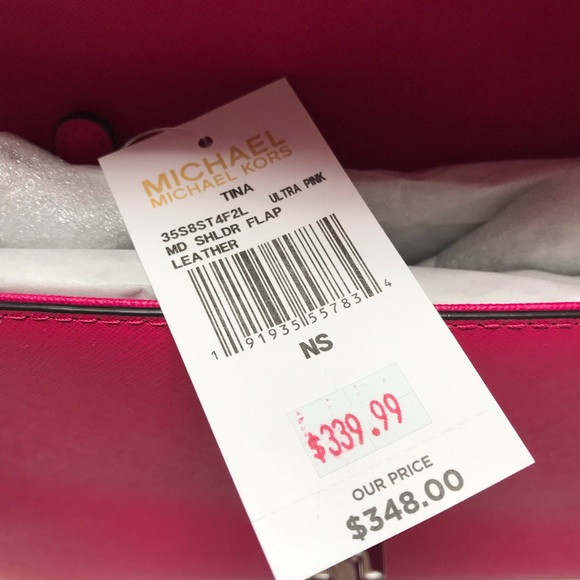 MICHAEL
MICHAEL KORS
TINA
35S8ST4F2L ULTRA PINK
MD SHLDR FLAP
LEATHER
1 91935 55783 4
NS
$339.99
OUR PRICE
$348.00